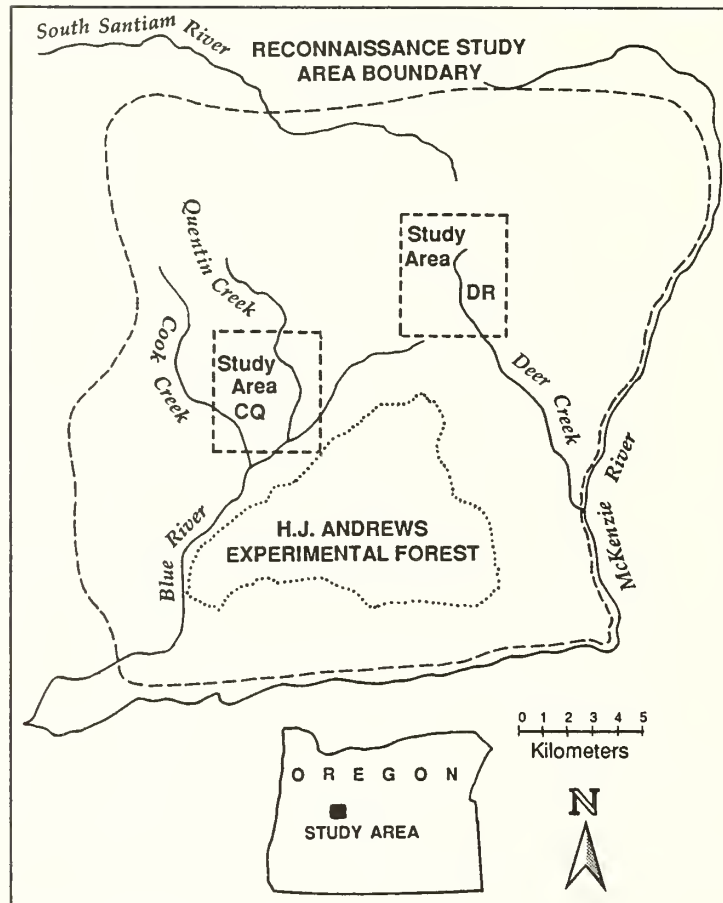 South Santiam
River
RECONNAISSANCE STUDY
AREA BOUNDARY
Quentin Creek
Study
Area
DR
Cook Creek
Study
Area
CQ
Deer Creek
Blue River
H.J. ANDREWS
EXPERIMENTAL FOREST
McKenzie River
0 1 2 3 4 5
Kilometers
OREGON
STUDY AREA
N